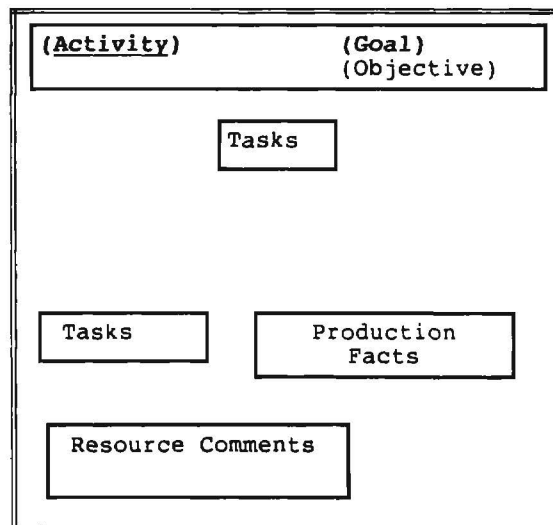 (Activity) (Goal)
(Objective)
Tasks
Tasks Production
Facts
Resource Comments